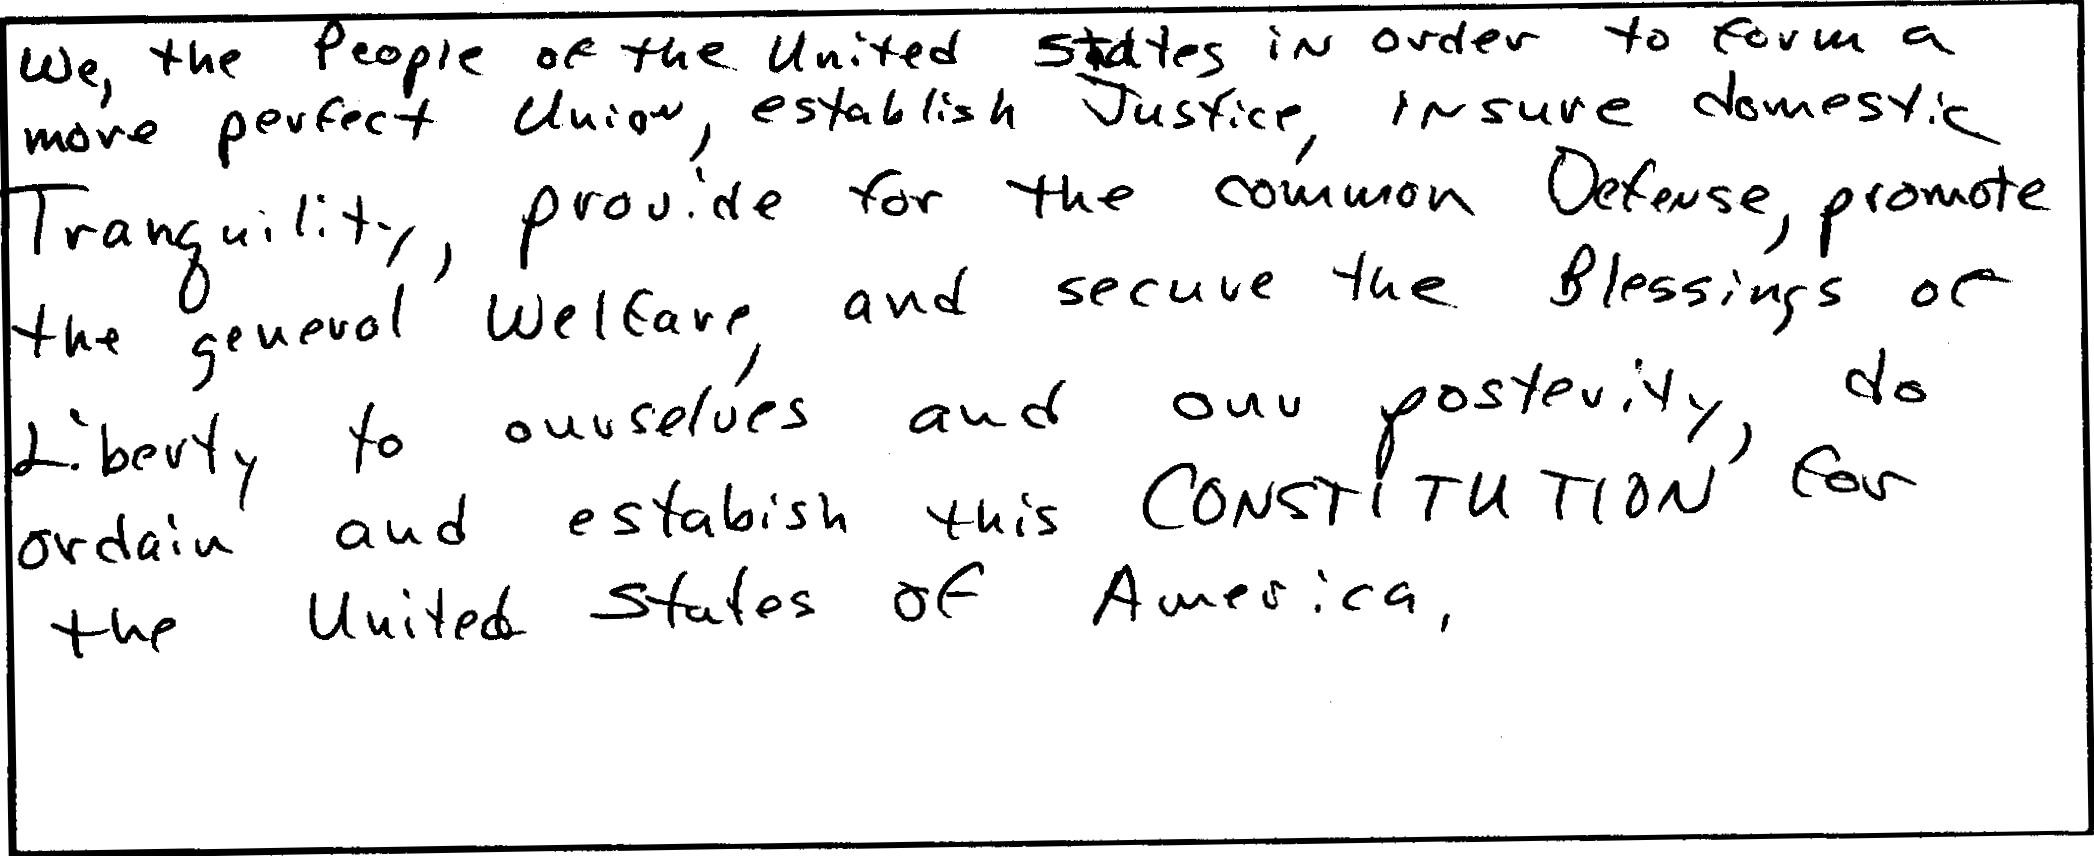 We, the People of the United States in order to form a
more perfect Union, establish Justice, insure domestic
Tranquility, provide for the common Defense, promote
the general Welfare, and secure the Blessings of
Liberty to ourselves and our posterity, do
ordain and estabish this CONSTITUTION for
the United States of America,